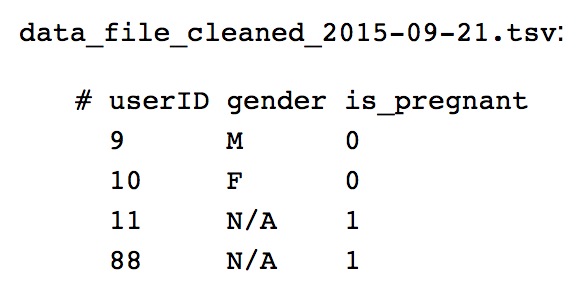 data_file_cleaned_2015-09-21.tsv:
# userID gender is_pregnant
9 M 0
10 F 0
11 N/A 1
88 N/A 1